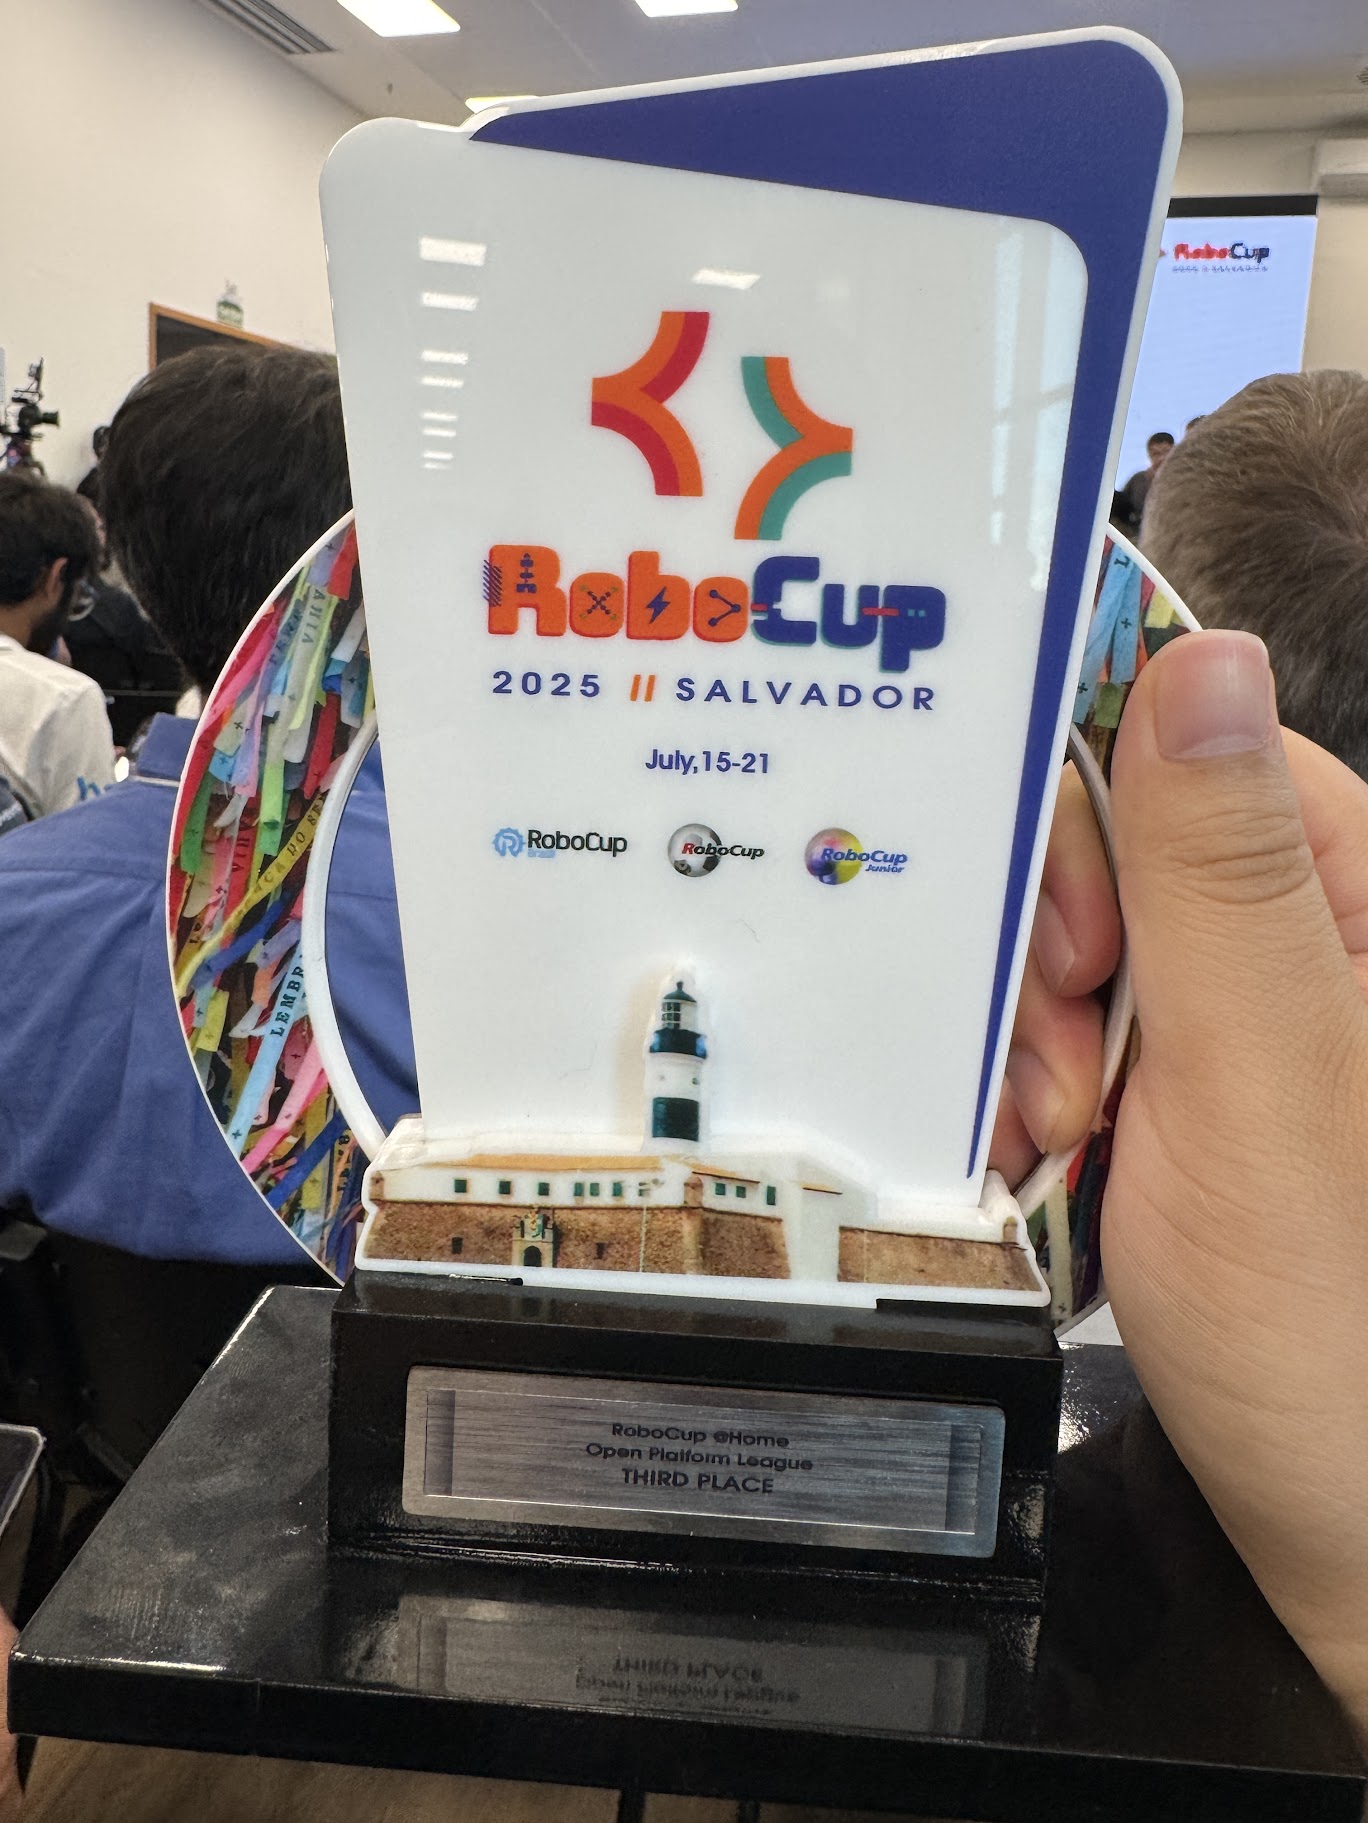 RoboCup
2025 // SALVADOR
July,15-21
RoboCup
Brasil
RoboCup
RoboCup
Junior
RoboCup @Home
Open Platform League
THIRD PLACE
RoboCup
2025 // SALVADOR
LEMBR